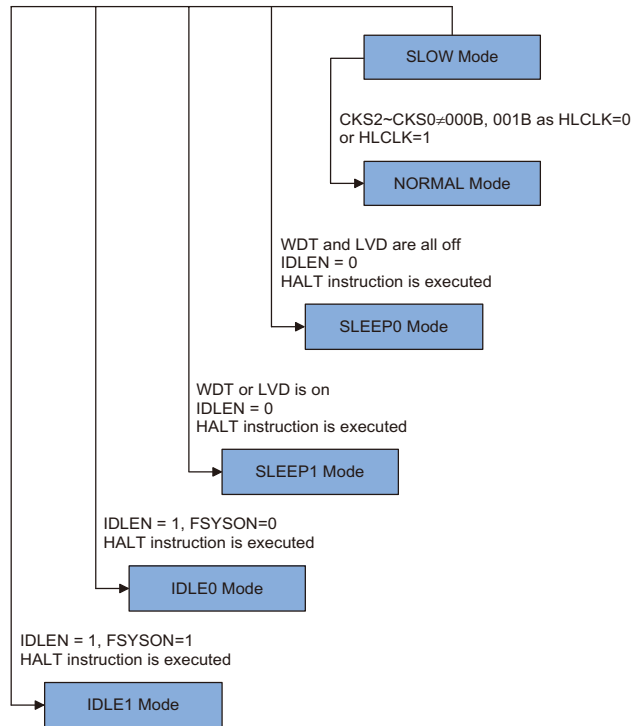 SLOW Mode
CKS2~CKS0≠000B, 001B as HLCLK=0
or HLCLK=1
NORMAL Mode
WDT and LVD are all off
IDLEN = 0
HALT instruction is executed
SLEEP0 Mode
WDT or LVD is on
IDLEN = 0
HALT instruction is executed
SLEEP1 Mode
IDLEN = 1, FSYSON=0
HALT instruction is executed
IDLE0 Mode
IDLEN = 1, FSYSON=1
HALT instruction is executed
IDLE1 Mode